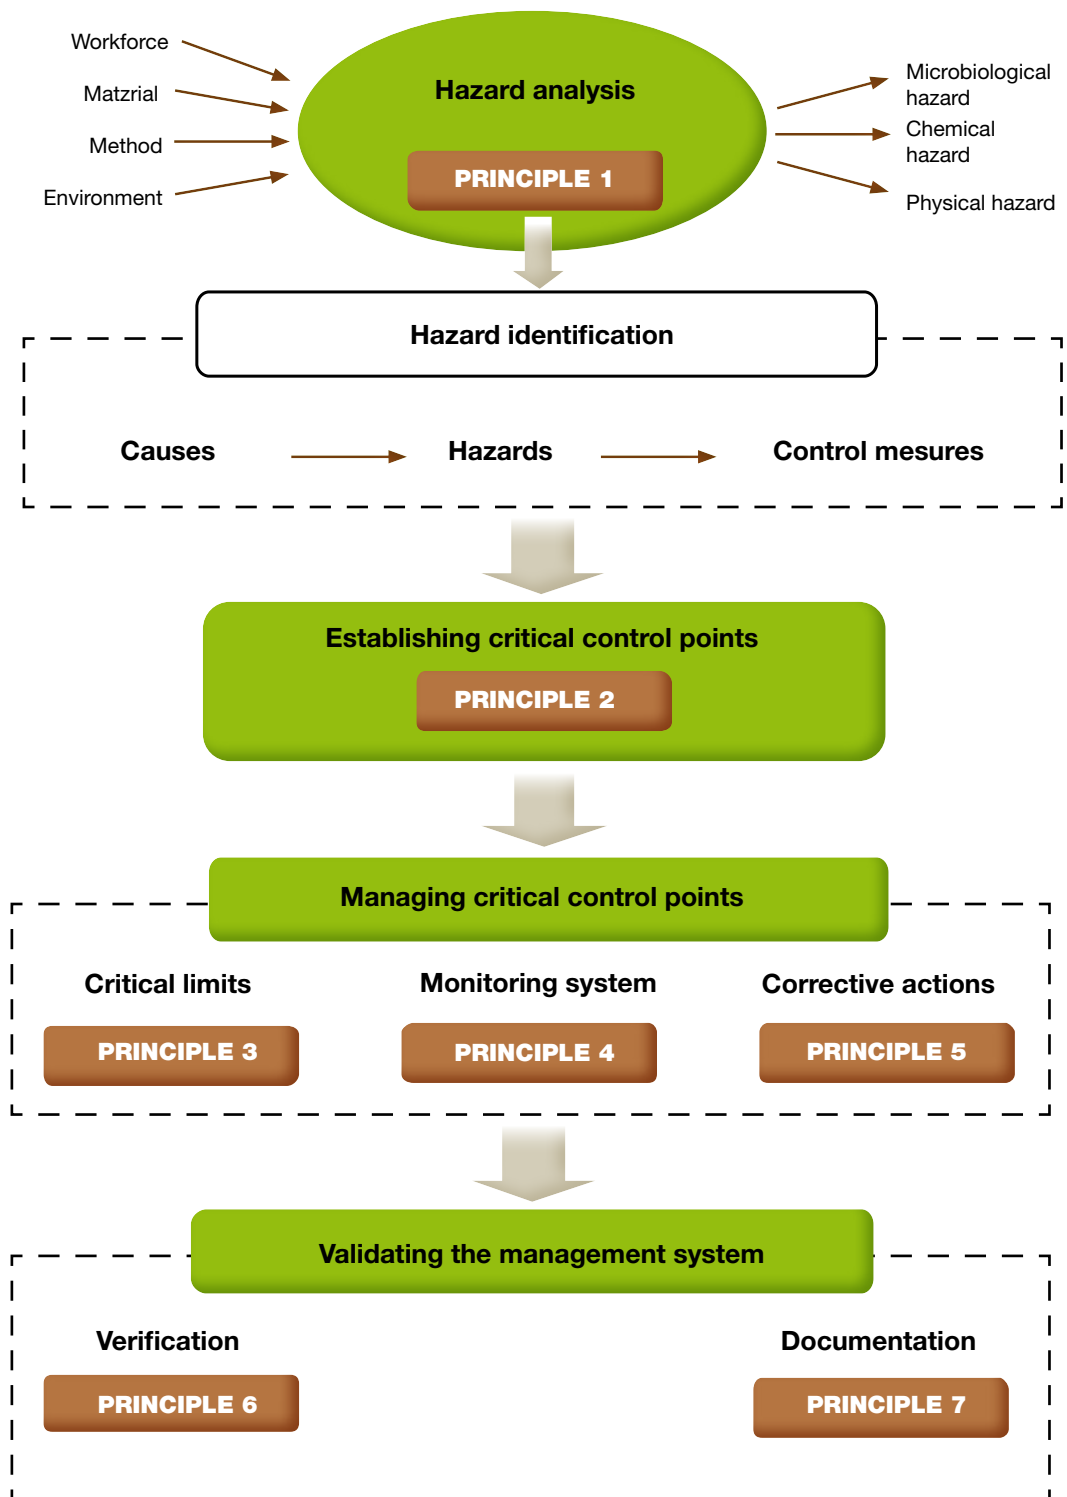 Workforce
Matzrial
Method
Environment
Hazard analysis
PRINCIPLE 1
Microbiological
hazard
Chemical
hazard
Physical hazard
Hazard identification
Causes
Hazards
Control mesures
Establishing critical control points
PRINCIPLE 2
Managing critical control points
Critical limits
Monitoring system
Corrective actions
PRINCIPLE 3
PRINCIPLE 4
PRINCIPLE 5
Validating the management system
Verification
Documentation
PRINCIPLE 6
PRINCIPLE 7